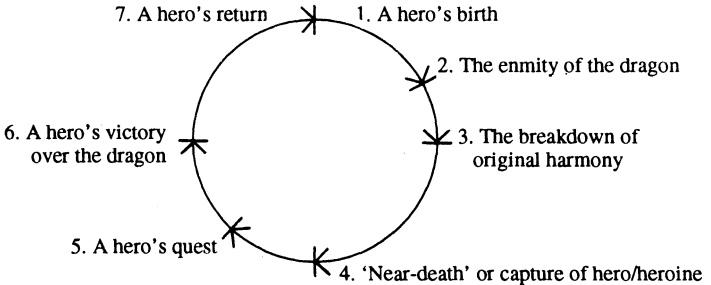 7. A hero's return
1. A hero's birth
2. The enmity of the dragon
3. The breakdown of
original harmony
4. 'Near-death' or capture of hero/heroine
5. A hero's quest
6. A hero's victory
over the dragon